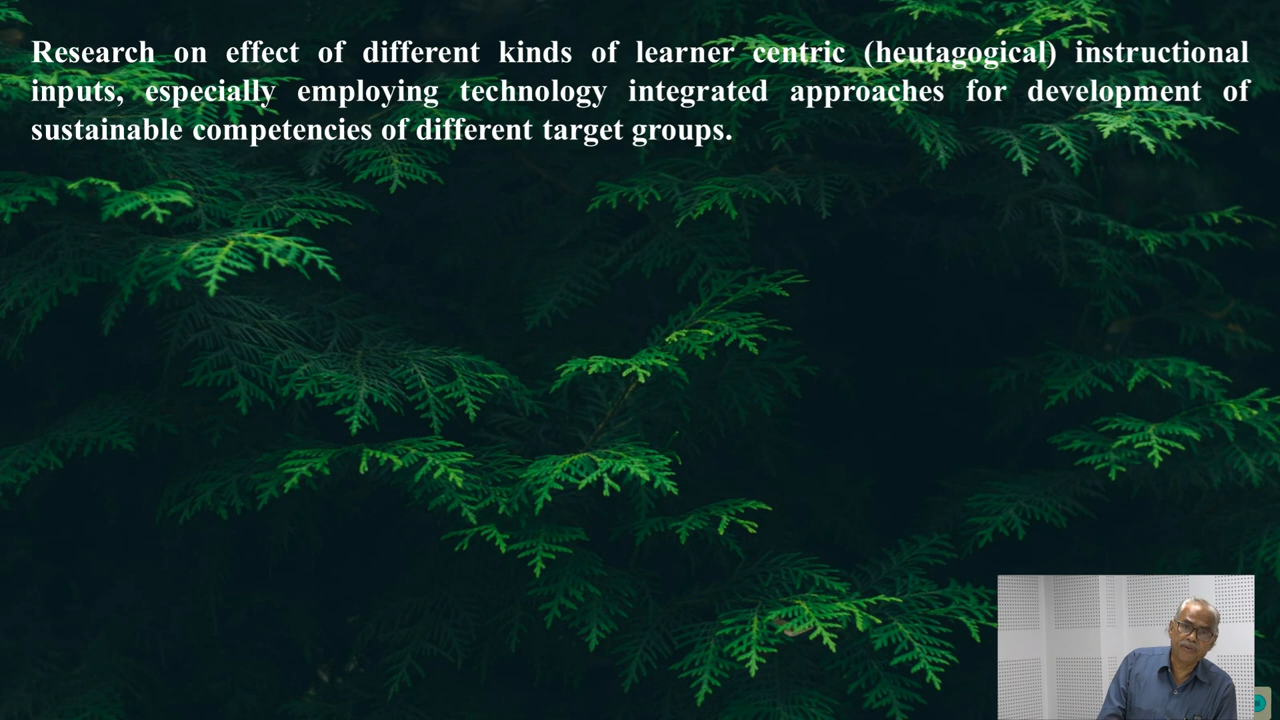 Research on effect of different kinds of learner centric (heutagogical) instructional
inputs, especially employing technology integrated approaches for development of
sustainable competencies of different target groups.